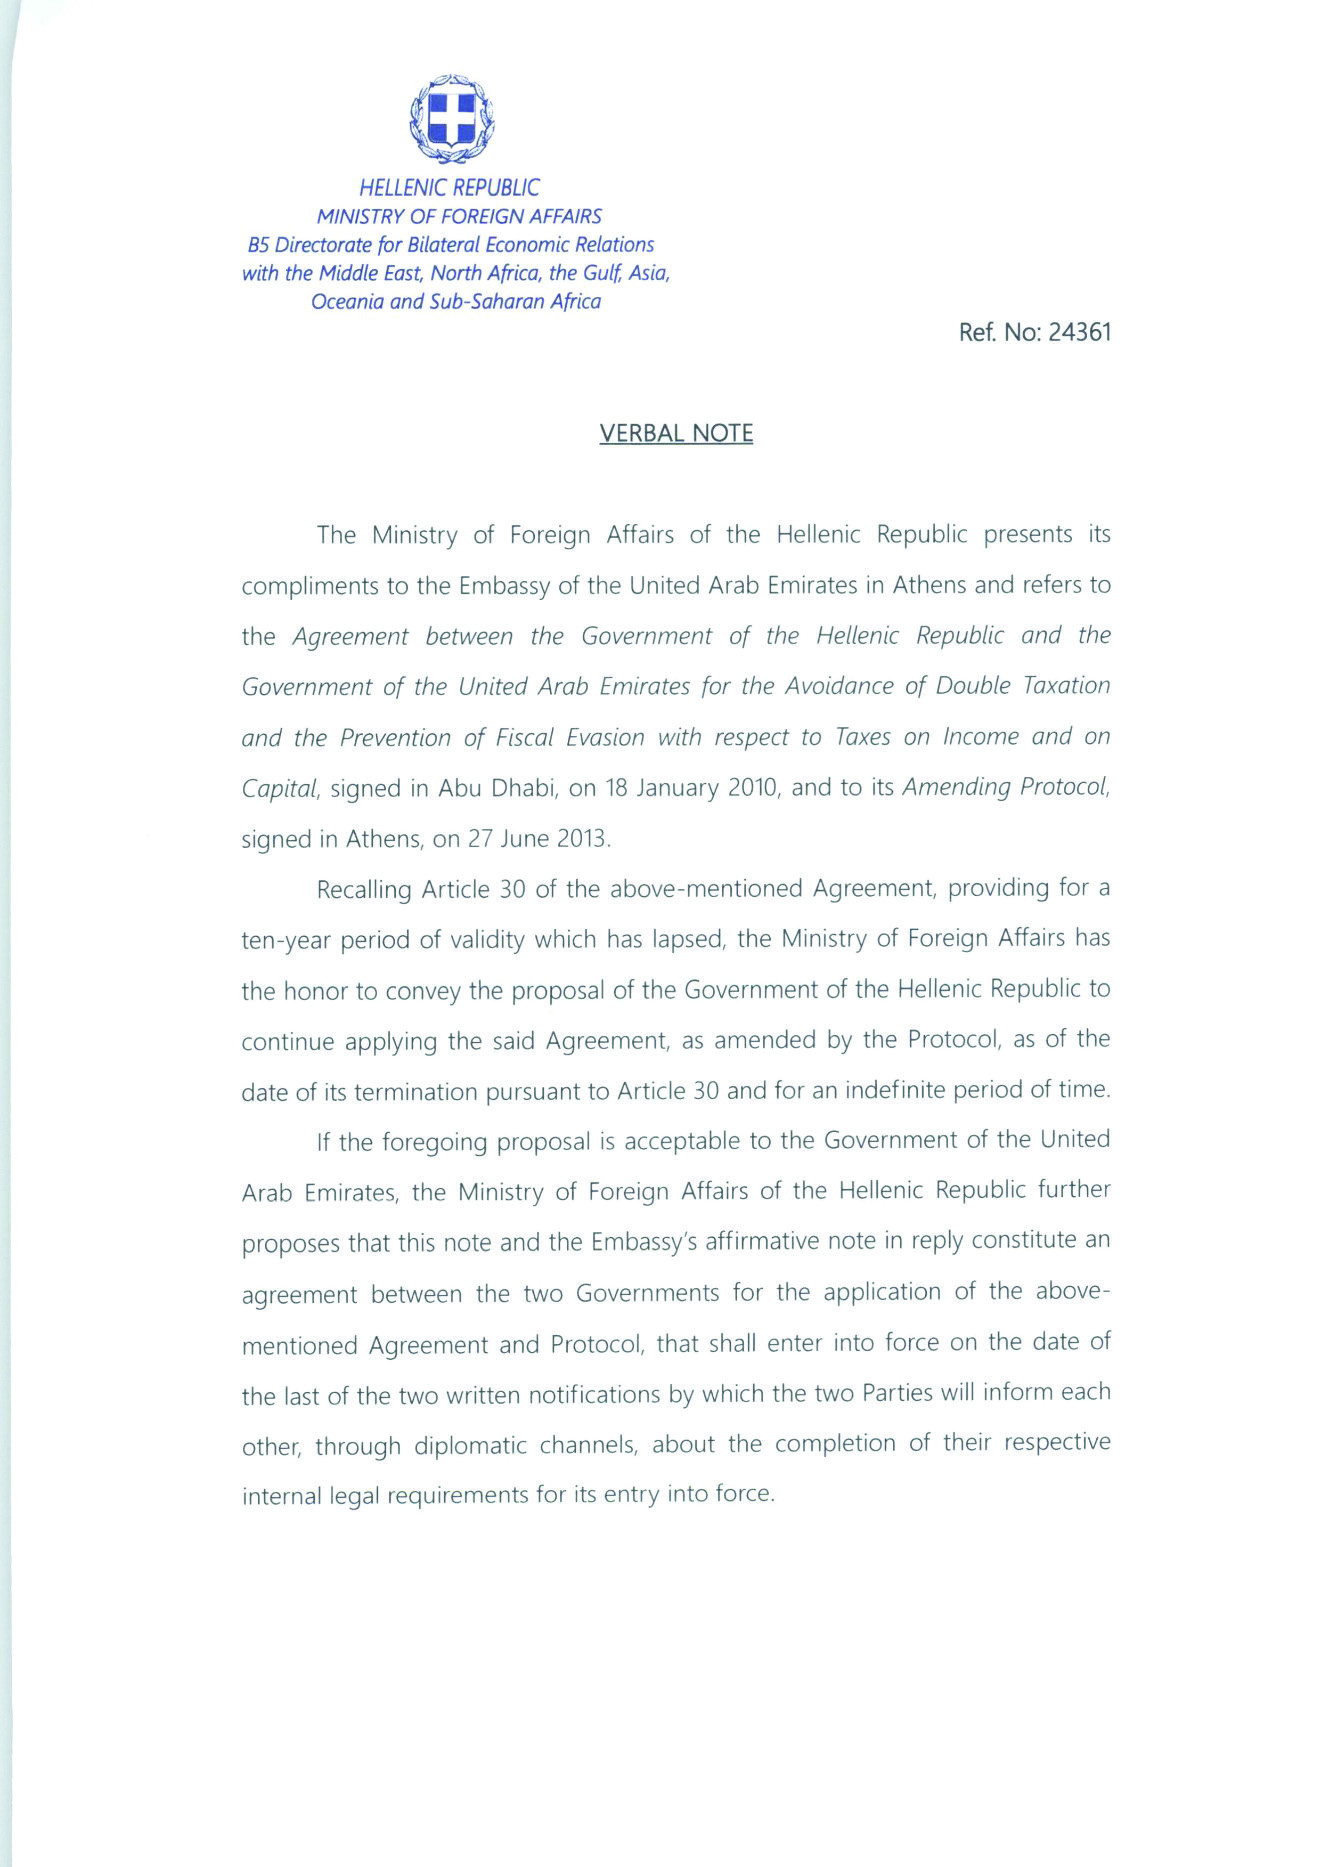 HELLENIC REPUBLIC
MINISTRY OF FOREIGN AFFAIRS
B5 Directorate for Bilateral Economic Relations
with the Middle East, North Africa, the Gulf, Asia,
Oceania and Sub-Saharan Africa
Ref. No: 24361
VERBAL NOTE
The Ministry of Foreign Affairs of the Hellenic Republic presents its
compliments to the Embassy of the United Arab Emirates in Athens and refers to
the Agreement between the Government of the Hellenic Republic and the
Government of the United Arab Emirates for the Avoidance of Double Taxation
and the Prevention of Fiscal Evasion with respect to Taxes on Income and on
Capital, signed in Abu Dhabi, on 18 January 2010, and to its Amending Protocol,
signed in Athens, on 27 June 2013.
Recalling Article 30 of the above-mentioned Agreement, providing for a
ten-year period of validity which has lapsed, the Ministry of Foreign Affairs has
the honor to convey the proposal of the Government of the Hellenic Republic to
continue applying the said Agreement, as amended by the Protocol, as of the
date of its termination pursuant to Article 30 and for an indefinite period of time.
If the foregoing proposal is acceptable to the Government of the United
Arab Emirates, the Ministry of Foreign Affairs of the Hellenic Republic further
proposes that this note and the Embassy's affirmative note in reply constitute an
agreement between the two Governments for the application of the above-
mentioned Agreement and Protocol, that shall enter into force on the date of
the last of the two written notifications by which the two Parties will inform each
other, through diplomatic channels, about the completion of their respective
internal legal requirements for its entry into force.